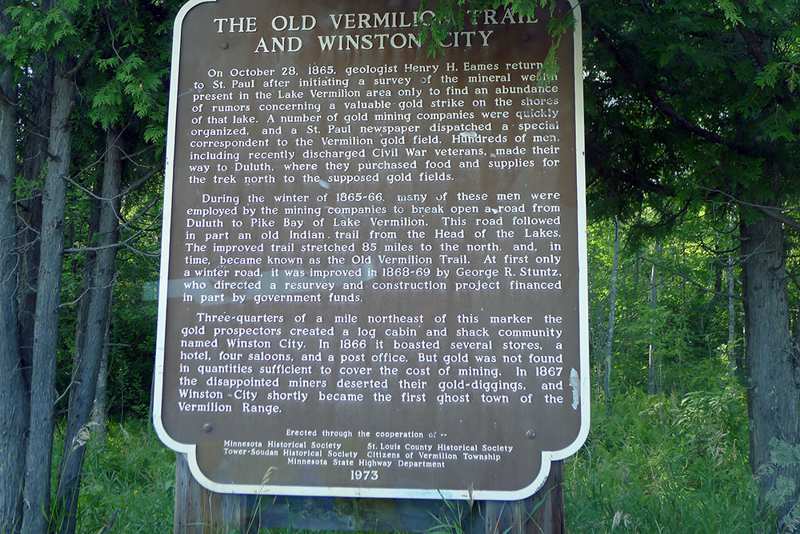 THE OLD VERMILION TRAIL
AND WINSTON CITY
On October 28, 1865, geologist Henry H. Eames return
to St. Paul after initiating a survey of the mineral wealth
present in the Lake Vermilion area only to find an abundance
of rumors concerning a valuable gold strike on the shores
of that lake. A number of gold mining companies were quickly
organized, and a St. Paul newspaper dispatched a special
correspondent to the Vermilion gold field. Hundreds of men,
including recently discharged Civil War veterans, made their
way to Duluth, where they purchased food and supplies for
the trek north to the supposed gold fields.
During the winter of 1865-66, many of these men were
employed by the mining companies to break open a road from
Duluth to Pike Bay of Lake Vermilion. This road followed
in part an old Indian trail from the Head of the Lakes.
The improved trail stretched 85 miles to the north, and, in
time, became known as the Old Vermilion Trail. At first only
a winter road, it was improved in 1868-69 by George R. Stuntz,
who directed a resurvey and construction project financed
in part by government funds.
Three-quarters of a mile northeast of this marker the
gold prospectors created a log cabin and shack community
named Winston City. In 1866 it boasted several stores, a
hotel, four saloons, and a post office. But gold was not found
in quantities sufficient to cover the cost of mining. In 1867
the disappointed miners deserted their gold-diggings, and
Winston City shortly became the first ghost town of the
Vermilion Range.
Erected through the cooperation of --
Minnesota Historical Society St. Louis County Historical Society
Tower-Soudan Historical Society Citizens of Vermilion Township
Minnesota State Highway Department
1973